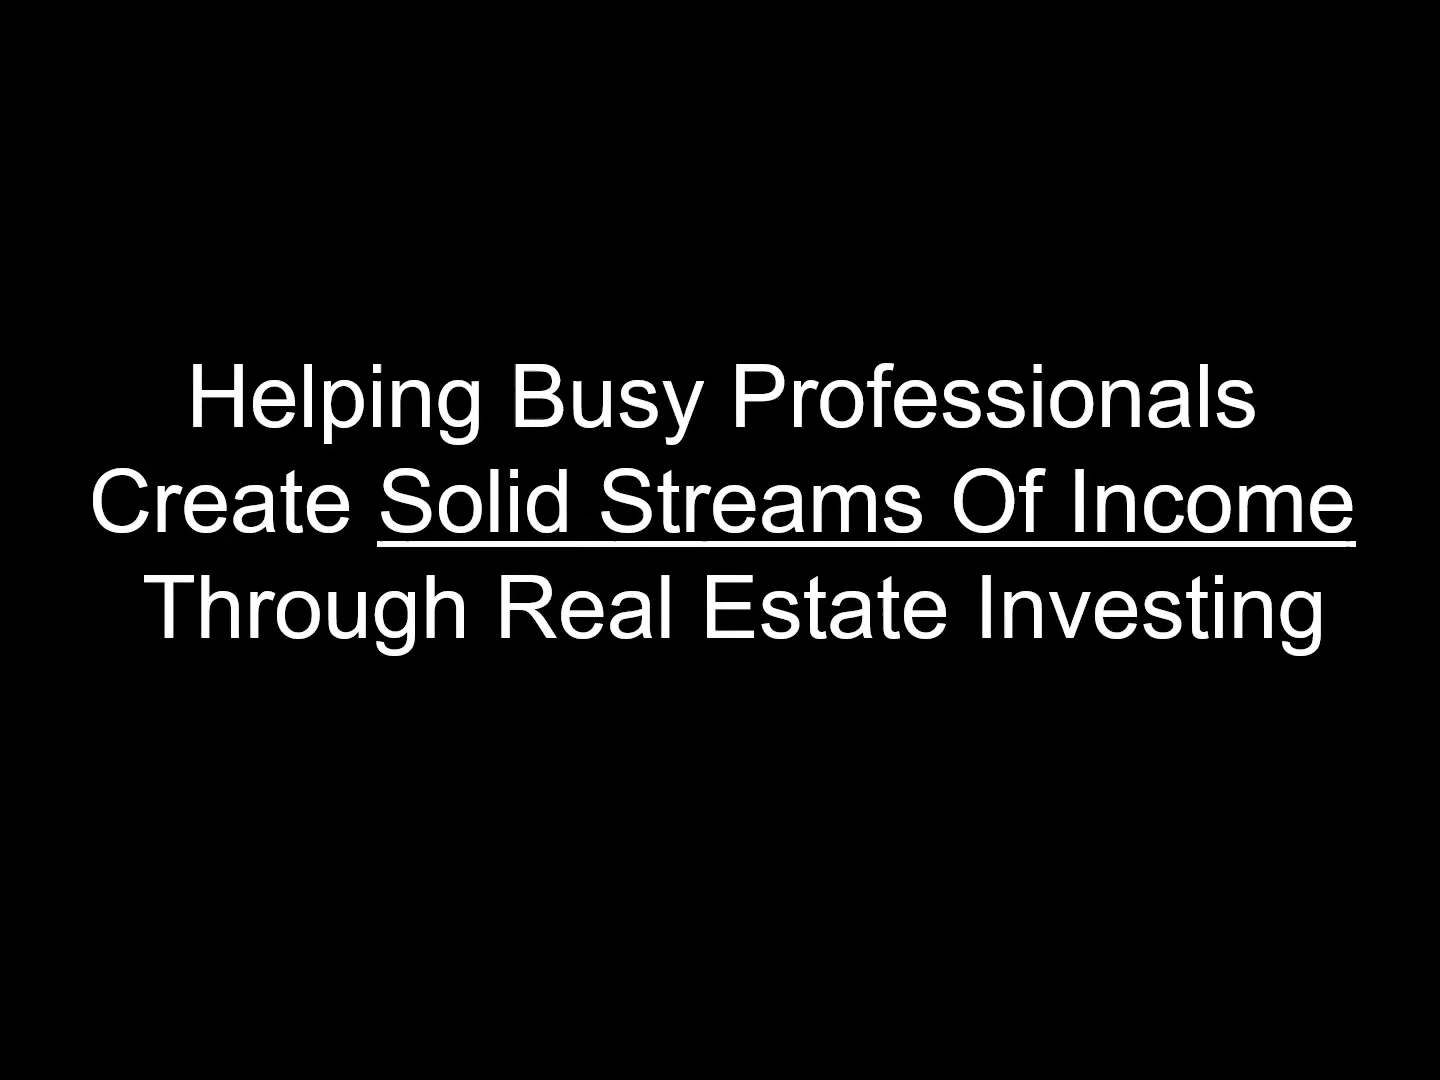 Helping Busy Professionals
Create Solid Streams Of Income
Through Real Estate Investing